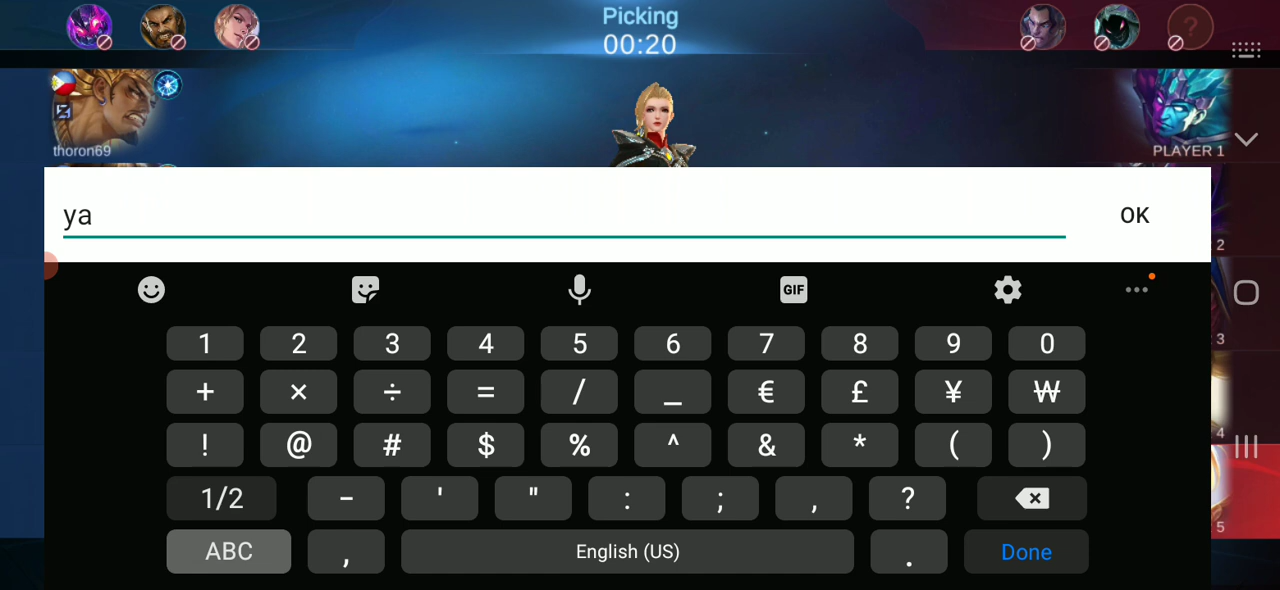 Picking
00:20
?
thoron69
PLAYER 1
ya
OK
2
GIF
3
1 2 3 4 5 6 7 8 9 0
+ × ÷ = / _ € £ ¥ ₩
! @ # $ % ^ & * ( )
4
1/2 - ' " : ; , ?
5
ABC , English (US) . Done